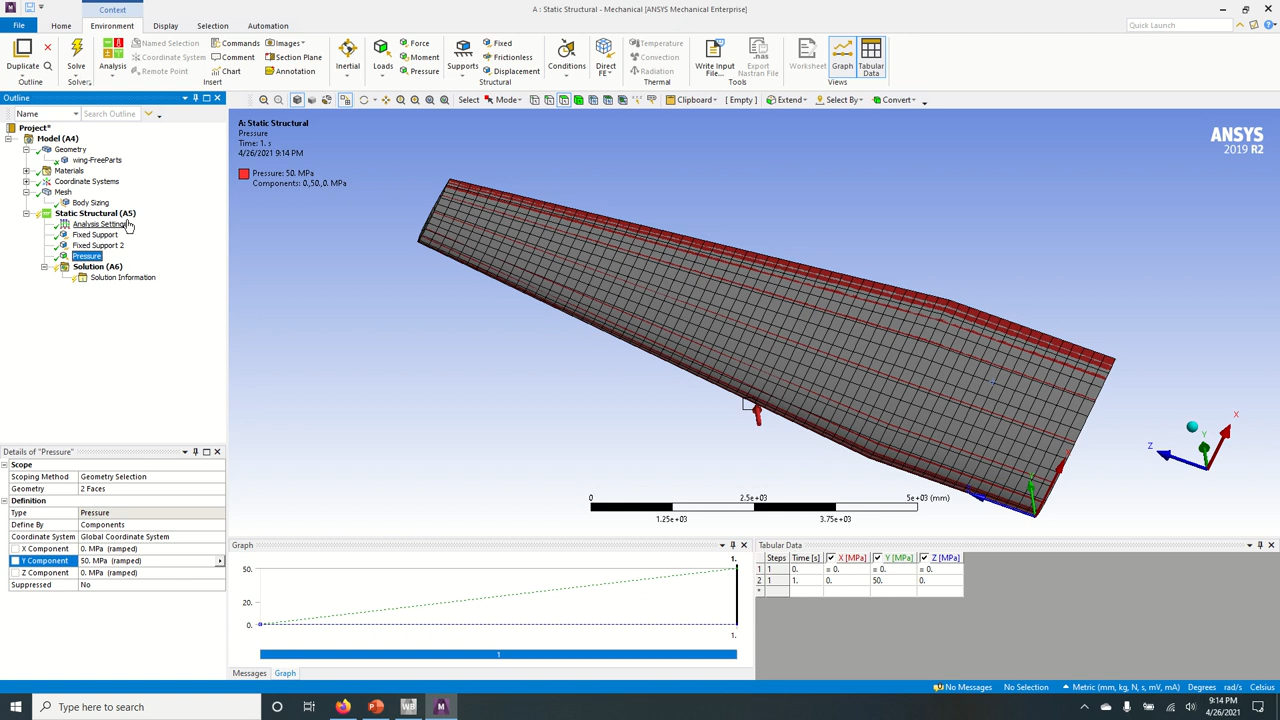 Context
A : Static Structural - Mechanical [ANSYS Mechanical Enterprise]
File Home Environment Display Selection Automation
Quick Launch
Duplicate
Outline
Solve
Solver
Analysis
Named Selection Commands Images
Coordinate System Comment Section Plane
Remote Point Chart Annotation
Insert
Inertial Loads
Force
Moment
Pressure
Supports
Fixed
Frictionless
Displacement
Conditions
Structural
Direct FE
Temperature
Convection
Radiation
Thermal
Write Input File...
Export Nastran File
Tools
Worksheet Graph Tabular Data
Views
Select Mode Clipboard [ Empty ] Extend Select By Convert
Outline
Name Search Outline
Project*
Model (A4)
Geometry
wing-FreeParts
Materials
Coordinate Systems
Mesh
Body Sizing
Static Structural (A5)
Analysis Settings
Fixed Support
Fixed Support 2
Pressure
Solution (A6)
Solution Information
A: Static Structural
Pressure
Time: 1. s
4/26/2021 9:14 PM
Pressure: 50. MPa
Components: 0.,50.,0. MPa
ANSYS
2019 R2
X
Y
Z
0 2.5e+03 5e+03 (mm)
1.25e+03 3.75e+03
Details of "Pressure"
Scope
Scoping Method Geometry Selection
Geometry 2 Faces
Definition
Type Pressure
Define By Components
Coordinate System Global Coordinate System
X Component 0. MPa (ramped)
Y Component 50. MPa (ramped)
Z Component 0. MPa (ramped)
Suppressed No
Graph
1.
50.
20.
0.
1.
1
Messages Graph
Tabular Data
Steps Time [s] X [MPa] Y [MPa] Z [MPa]
1 1 0. = 0. = 0. = 0.
2 1 1. 0. 50. 0.
*
No Messages No Selection Metric (mm, kg, N, s, mV, mA) Degrees rad/s Celsius
Type here to search
9:14 PM
4/26/2021